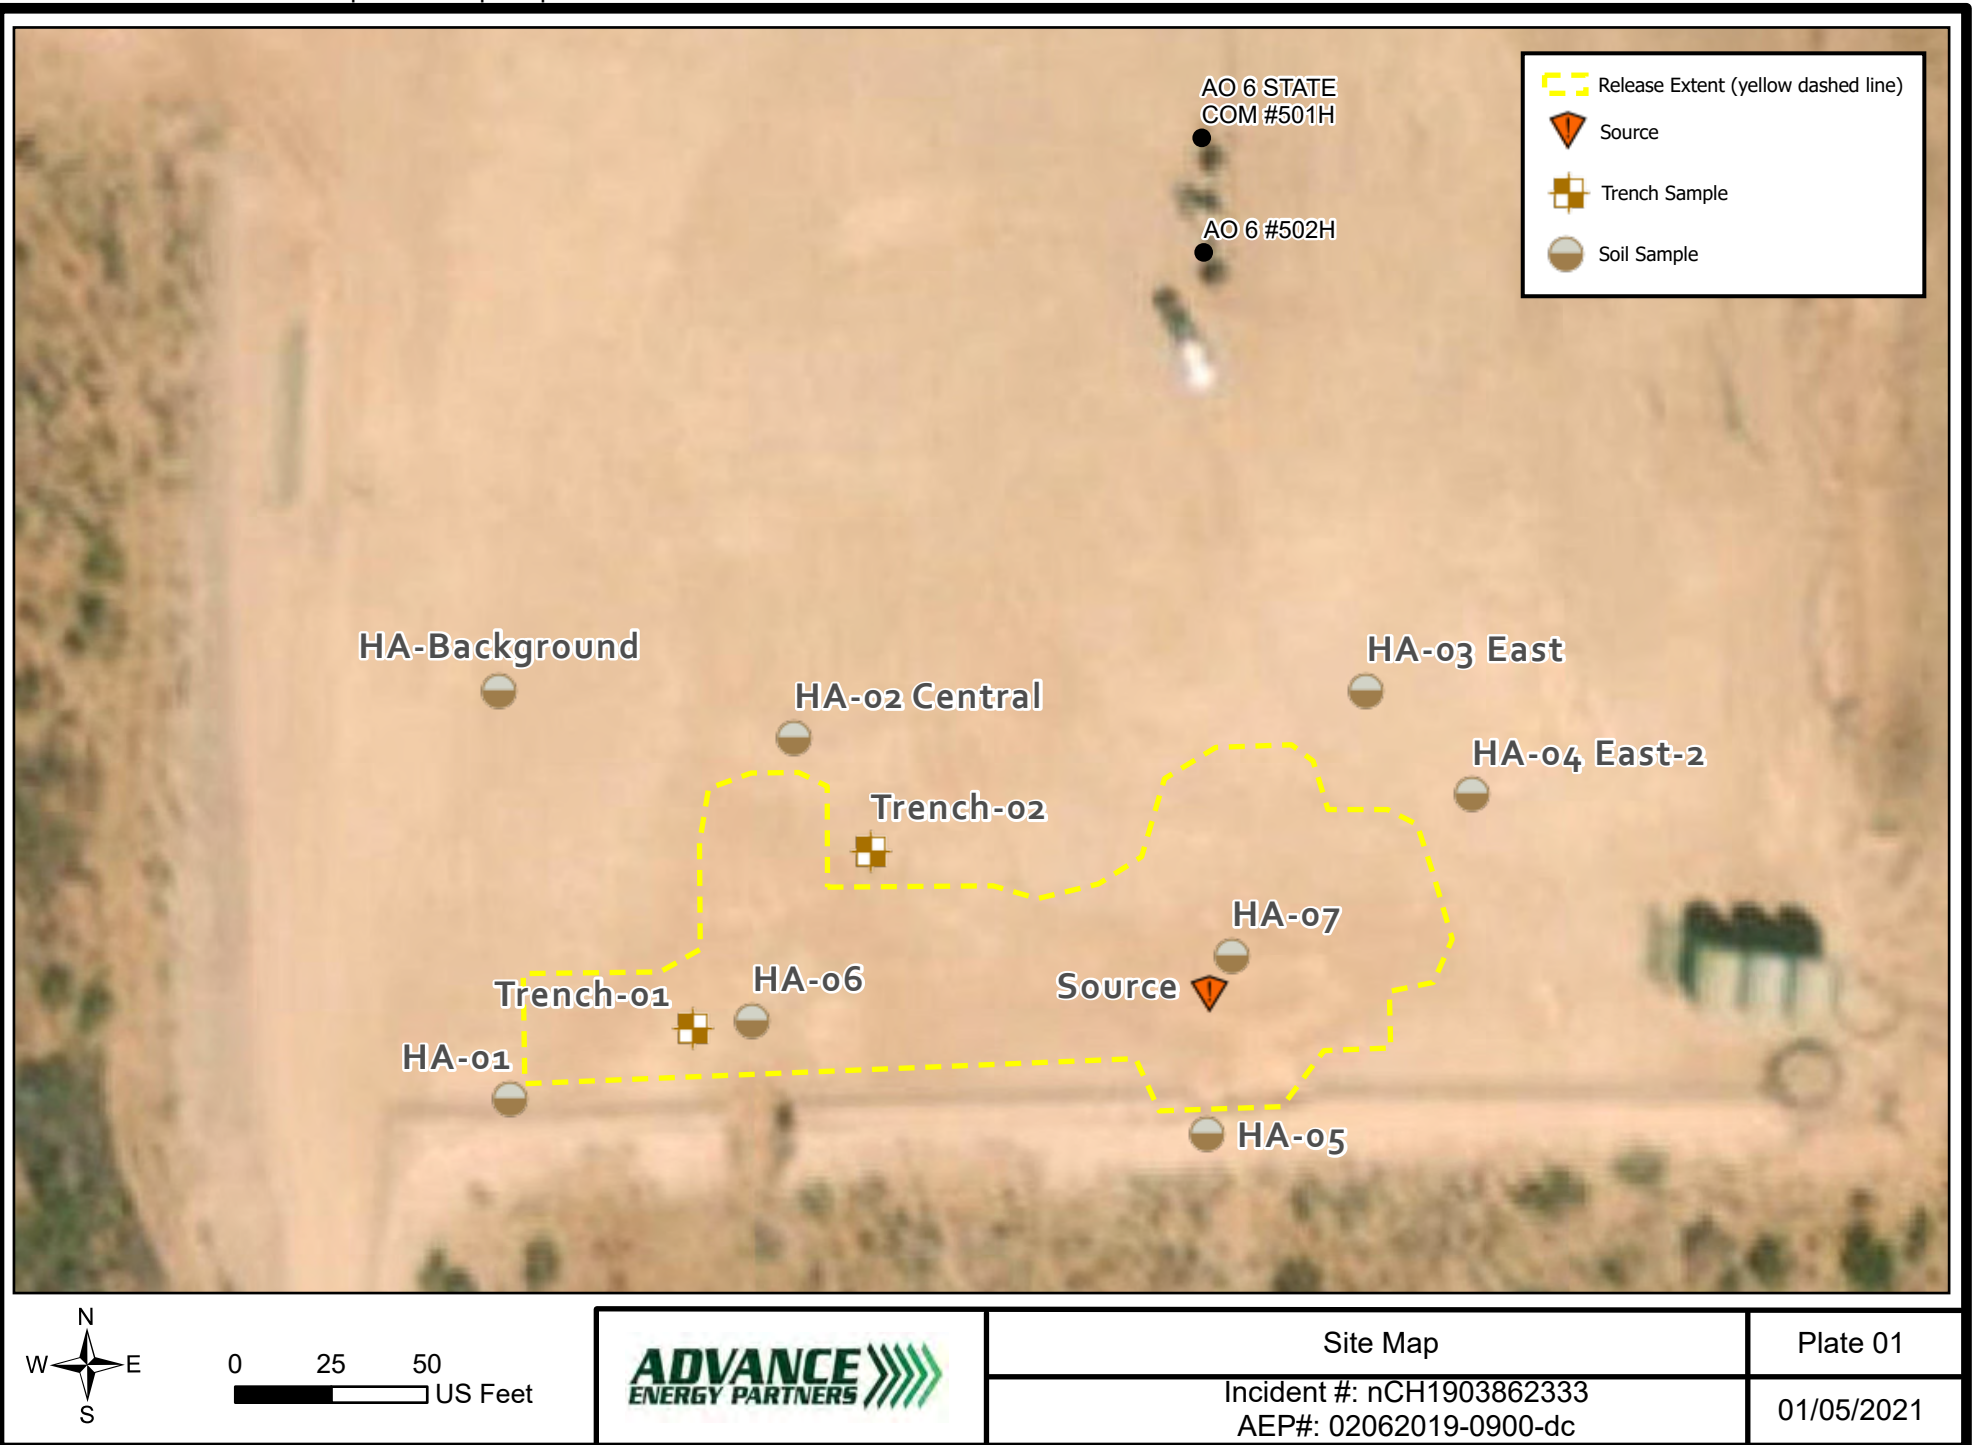 AO 6 STATE
COM #501H
AO 6 #502H
Release Extent (yellow dashed line)
Source
Trench Sample
Soil Sample
HA-Background
HA-03 East
HA-02 Central
HA-04 East-2
Trench-02
HA-07
HA-06
Source
Trench-01
HA-01
HA-05
N
W E
S
0 25 50
US Feet
ADVANCE
ENERGY PARTNERS
Site Map
Plate 01
Incident #: nCH1903862333
AEP#: 02062019-0900-dc
01/05/2021